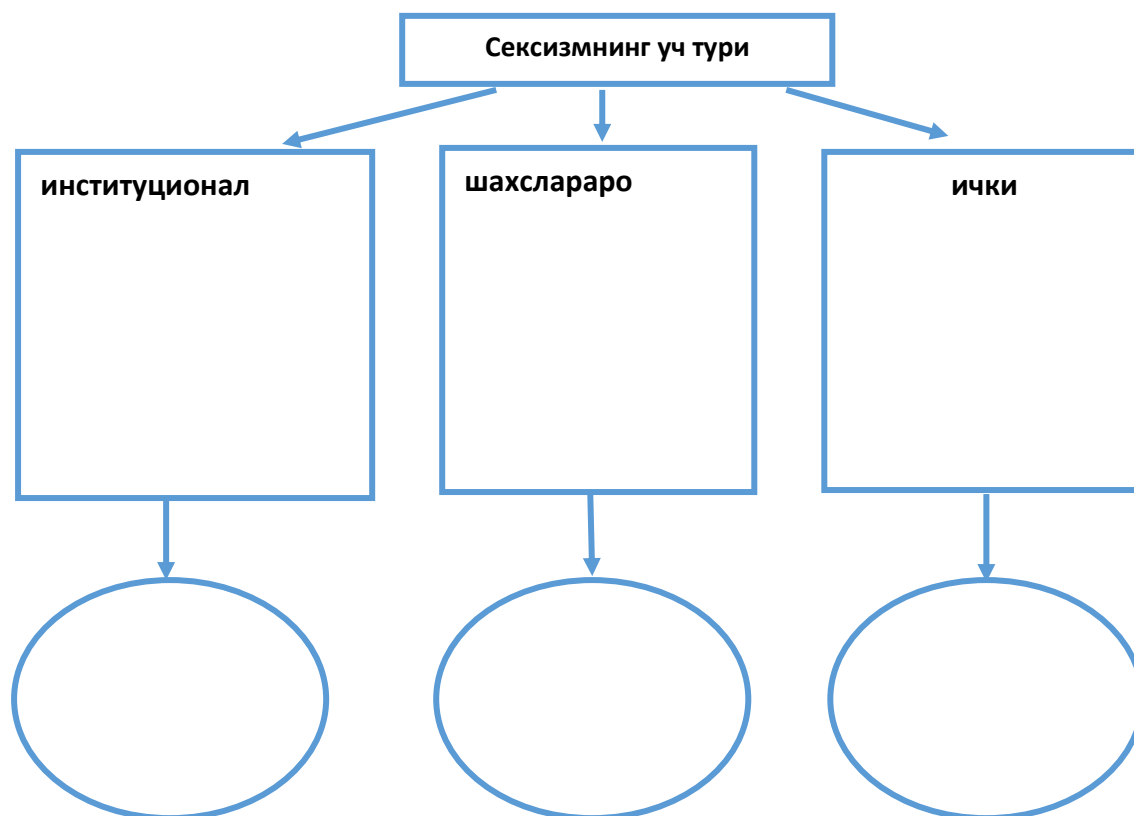 Сексизмнинг уч тури
институционал
шахслараро
ички